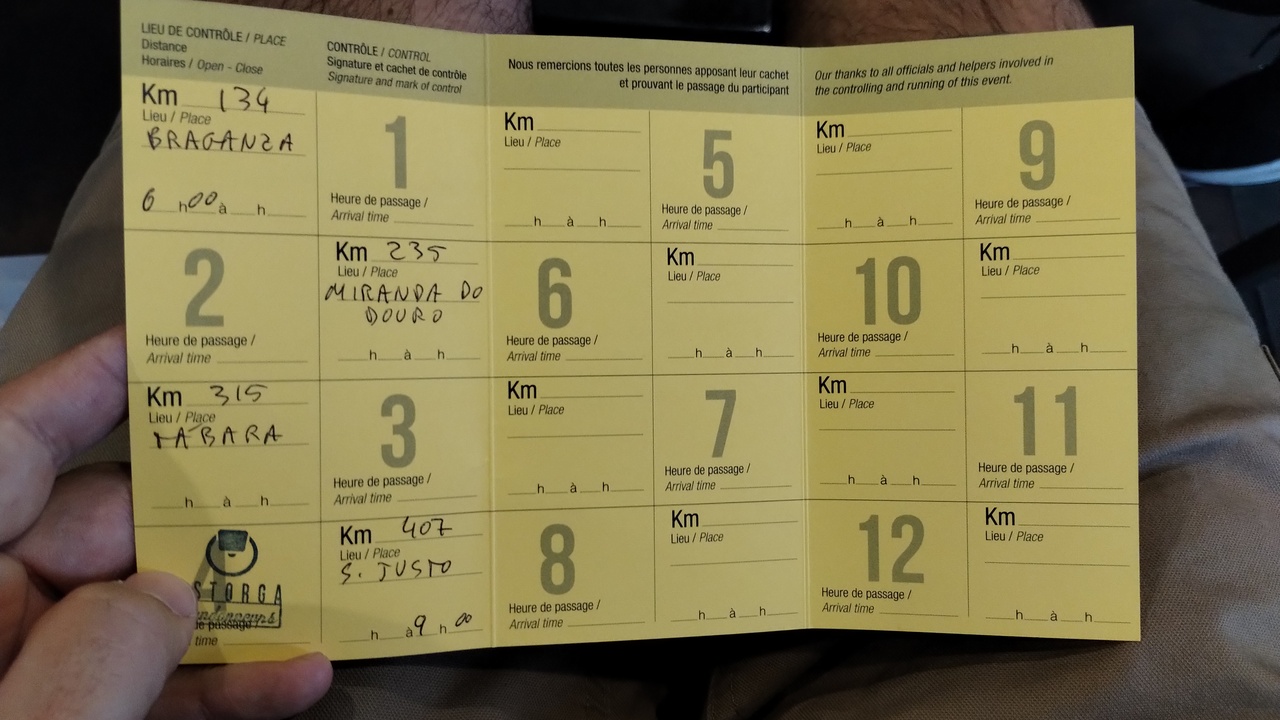 LIEU DE CONTRÔLE / PLACE
Distance
Horaires / Open - Close
CONTRÔLE / CONTROL
Signature et cachet de contrôle
Signature and mark of control
Km 134
Lieu / Place
BRAGANZA
6 h00 à h
1
Heure de passage /
Arrival time
2
Heure de passage /
Arrival time
Km 235
Lieu / Place
MIRANDA DO
DOURO
h à h
Km 315
Lieu / Place
TÁBARA
h à h
3
Heure de passage /
Arrival time
STORGA
de passage /
time
Km 407
Lieu / Place
S. JUSTO
h à9 h00
Nous remercions toutes les personnes apposant leur cachet
et prouvant le passage du participant
Km
Lieu / Place
h à h
5
Heure de passage /
Arrival time
6
Heure de passage /
Arrival time
Km
Lieu / Place
h à h
Km
Lieu / Place
h à h
7
Heure de passage /
Arrival time
8
Heure de passage /
Arrival time
Km
Lieu / Place
h à h
Our thanks to all officials and helpers involved in
the controlling and running of this event.
Km
Lieu / Place
h à h
9
Heure de passage /
Arrival time
10
Heure de passage /
Arrival time
Km
Lieu / Place
h à h
Km
Lieu / Place
h à h
11
Heure de passage /
Arrival time
12
Heure de passage /
Arrival time
Km
Lieu / Place
h à h